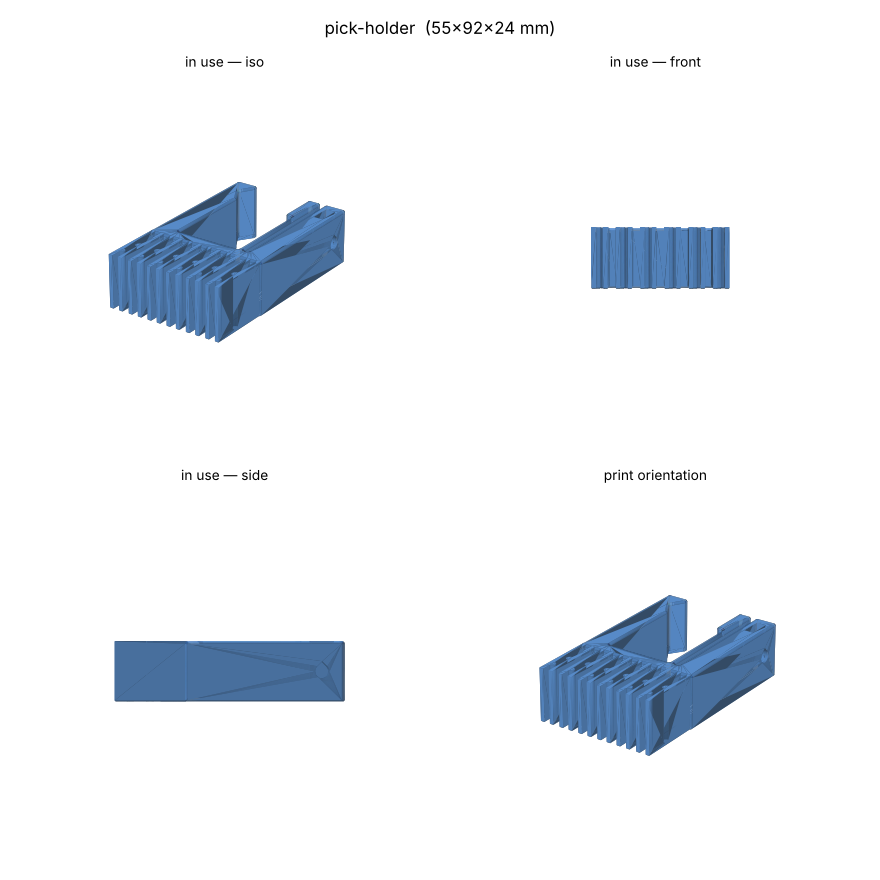 pick-holder (55×92×24 mm)
in use — iso
in use — front
in use — side
print orientation